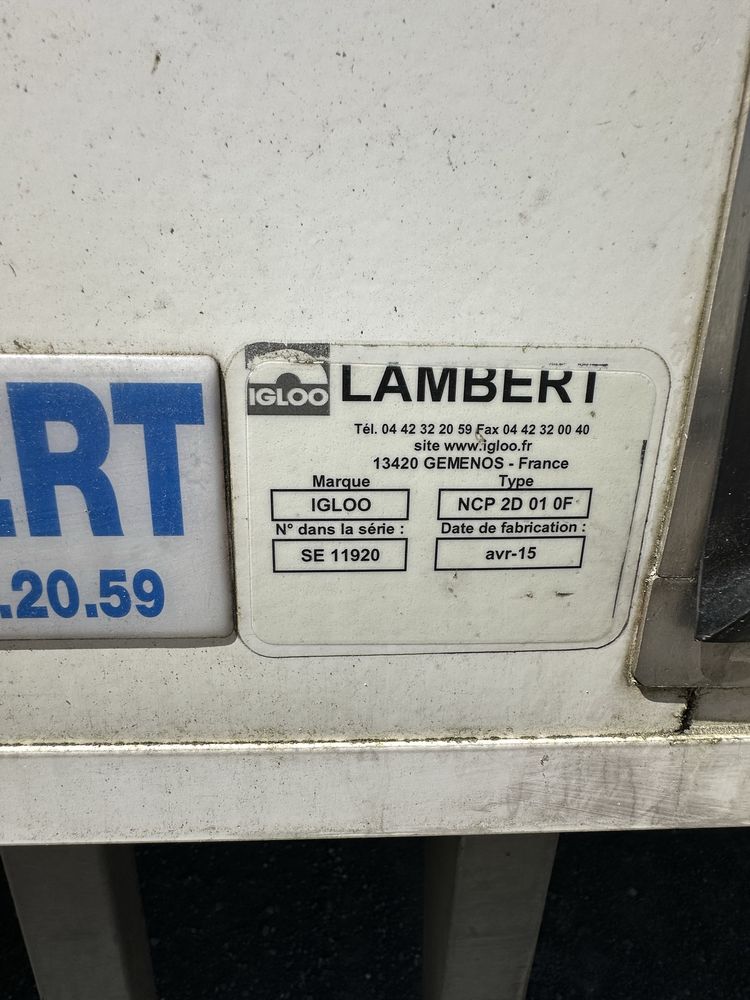 ERT
.20.59
IGLOO LAMBERT
Tél. 04 42 32 20 59 Fax 04 42 32 00 40
site www.igloo.fr
13420 GEMENOS - France
Marque Type
IGLOO NCP 2D 01 0F
N° dans la série : Date de fabrication :
SE 11920 avr-15